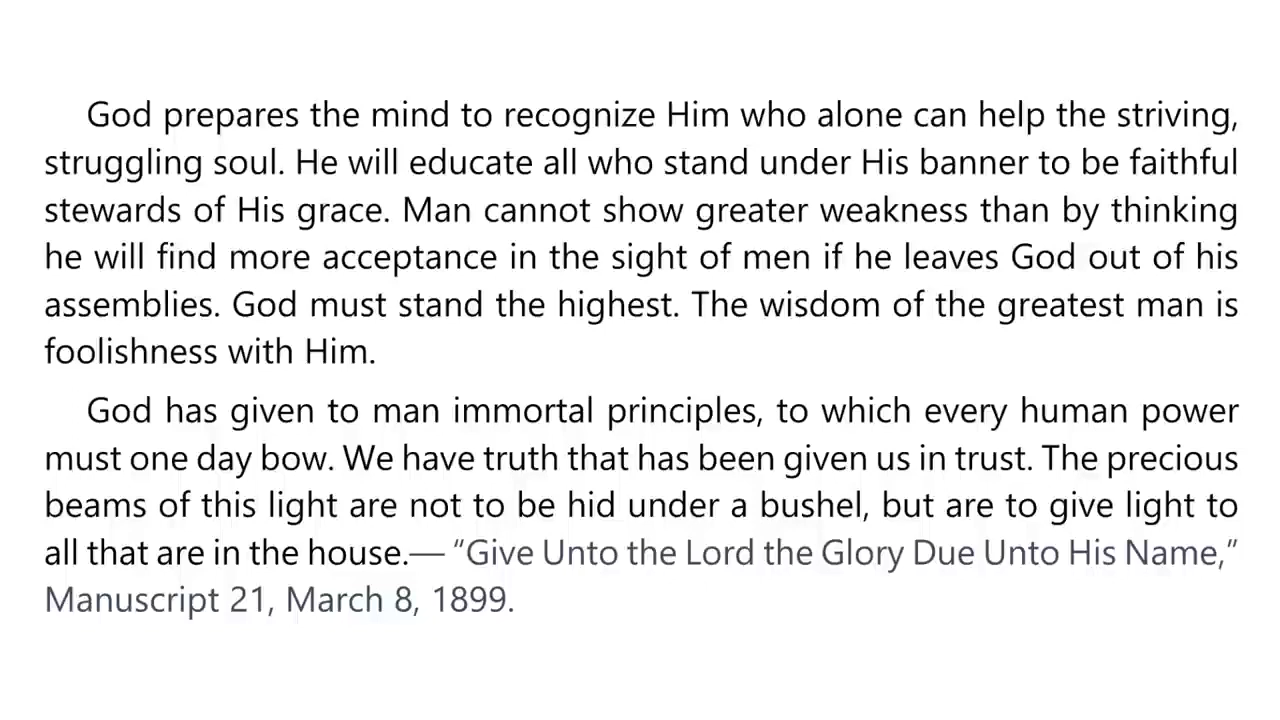 God prepares the mind to recognize Him who alone can help the striving,
struggling soul. He will educate all who stand under His banner to be faithful
stewards of His grace. Man cannot show greater weakness than by thinking
he will find more acceptance in the sight of men if he leaves God out of his
assemblies. God must stand the highest. The wisdom of the greatest man is
foolishness with Him.
God has given to man immortal principles, to which every human power
must one day bow. We have truth that has been given us in trust. The precious
beams of this light are not to be hid under a bushel, but are to give light to
all that are in the house.— “Give Unto the Lord the Glory Due Unto His Name,”
Manuscript 21, March 8, 1899.